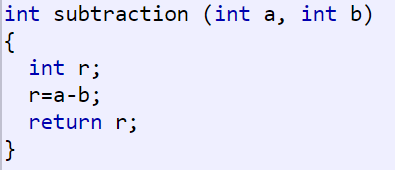 int subtraction (int a, int b)
{
  int r;
  r=a-b;
  return r;
}